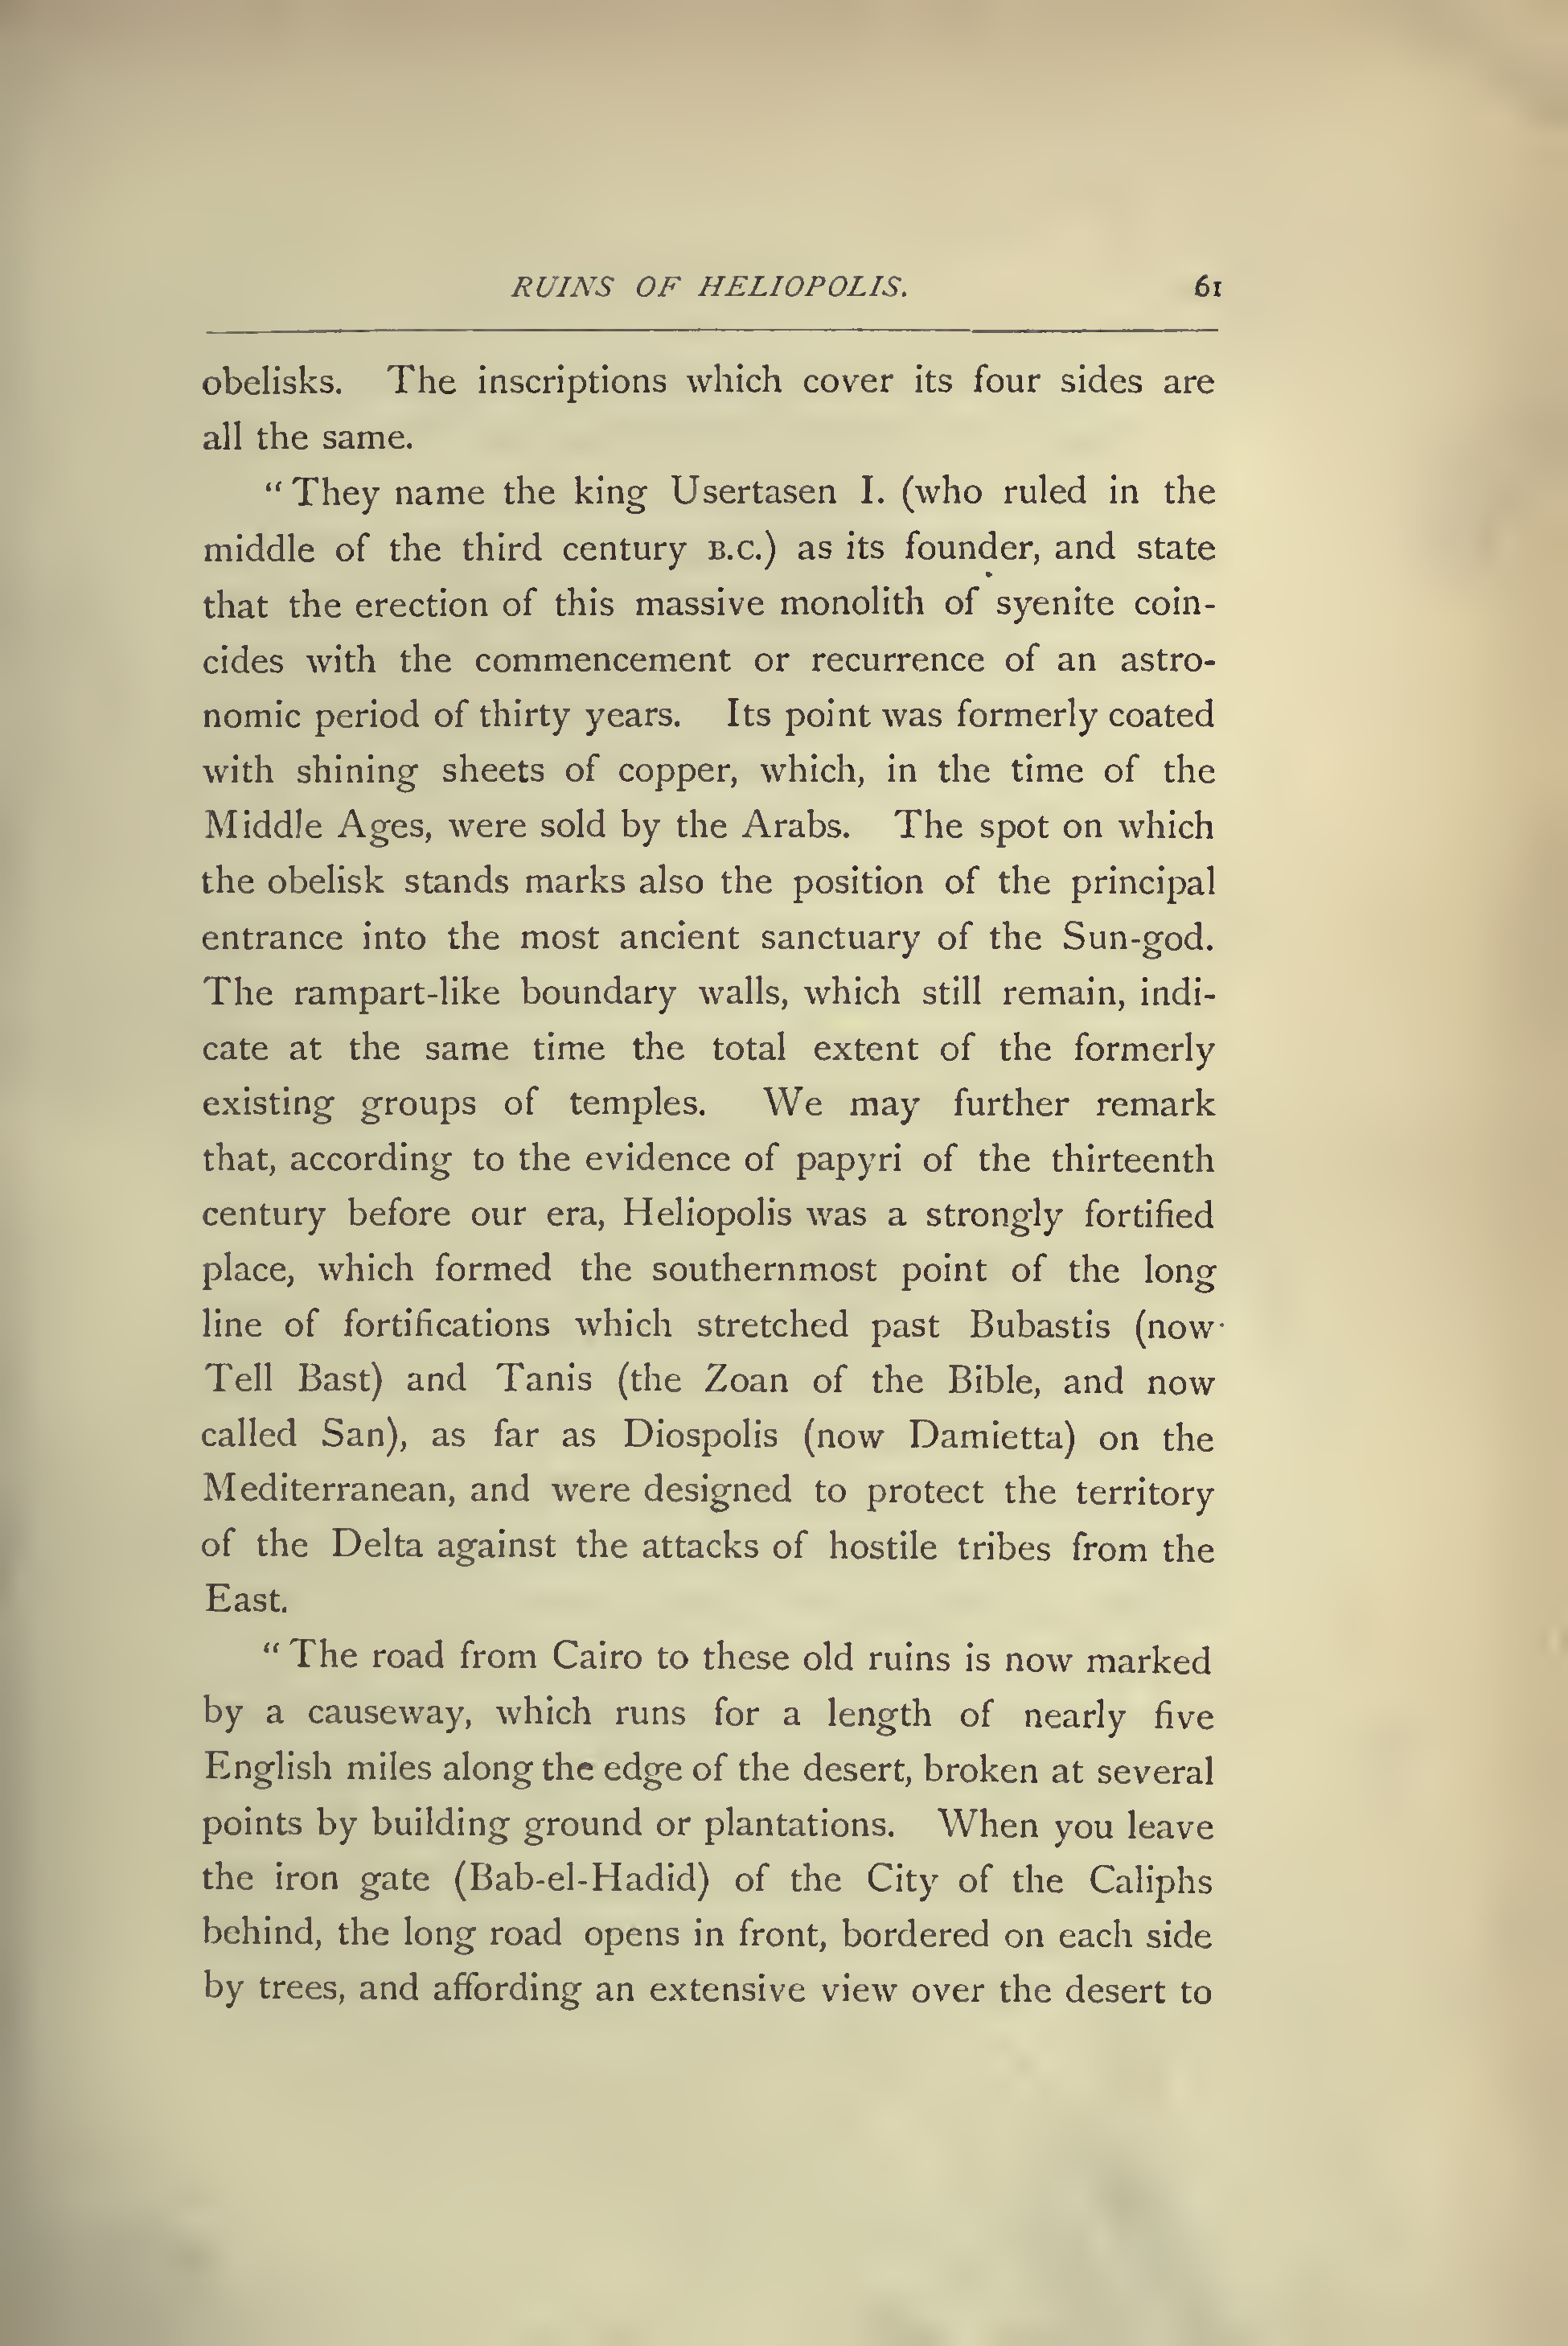 RUINS OF HELIOPOLIS. 61
obelisks. The inscriptions which cover its four sides are
all the same.
“ They name the king Usertasen I. (who ruled in the
middle of the third century B.C.) as its founder, and state
that the erection of this massive monolith of syenite coin-
cides with the commencement or recurrence of an astro-
nomic period of thirty years. Its point was formerly coated
with shining sheets of copper, which, in the time of the
Middle Ages, were sold by the Arabs. The spot on which
the obelisk stands marks also the position of the principal
entrance into the most ancient sanctuary of the Sun-god.
The rampart-like boundary walls, which still remain, indi-
cate at the same time the total extent of the formerly
existing groups of temples. We may further remark
that, according to the evidence of papyri of the thirteenth
century before our era, Heliopolis was a strongly fortified
place, which formed the southernmost point of the long
line of fortifications which stretched past Bubastis (now
Tell Bast) and Tanis (the Zoan of the Bible, and now
called San), as far as Diospolis (now Damietta) on the
Mediterranean, and were designed to protect the territory
of the Delta against the attacks of hostile tribes from the
East.
“ The road from Cairo to these old ruins is now marked
by a causeway, which runs for a length of nearly five
English miles along the edge of the desert, broken at several
points by building ground or plantations. When you leave
the iron gate (Bab-el-Hadid) of the City of the Caliphs
behind, the long road opens in front, bordered on each side
by trees, and affording an extensive view over the desert to